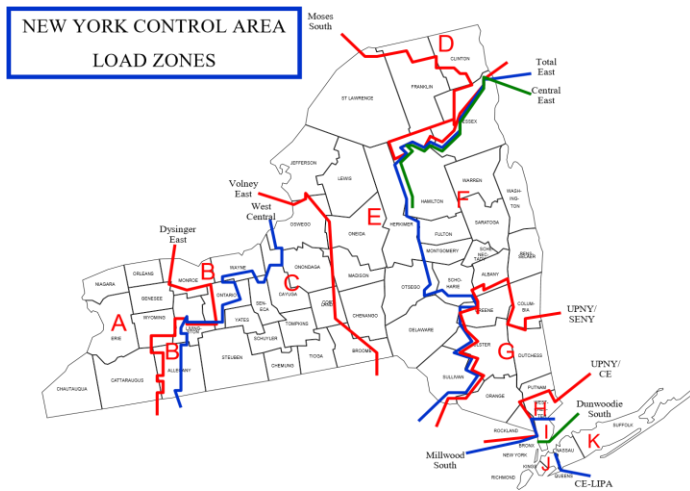 NEW YORK CONTROL AREA
LOAD ZONES
Moses
South
D
CLINTON
FRANKLIN
ST LAWRENCE
Total
East
Central
East
ESSEX
JEFFERSON
LEWIS
HAMILTON
WARREN
WASH-
ING-
TON
Volney
East
West
Central
OSWEGO
ONEIDA
E
HERKIMER
F
SARATOGA
FULTON
MONTGOMERY
Dysinger
East
NIAGARA
ORLEANS
MONROE
B
WAYNE
ONONDAGA
C
CAYUGA
MADISON
OTSEGO
SCHO-
HARIE
ALBANY
GENESEE
WYOMING
ONTARIO
SEN-
ECA
YATES
A
ERIE
B
TOMPKINS
SCHUYLER
CHENANGO
DELAWARE
GREENE
COLUM-
BIA
UPNY/
SENY
CHAUTAUQUA
CATTARAUGUS
ALLEGANY
STEUBEN
CHEMUNG
TIOGA
BROOME
ULSTER
G
DUTCHESS
SULLIVAN
ORANGE
PUTNAM
UPNY/
CE
H
Dunwoodie
South
ROCKLAND
I
SUFFOLK
K
Millwood
South
BRONX
NASSAU
NEW YORK
J
KINGS
QUEENS
RICHMOND
CE-LIPA